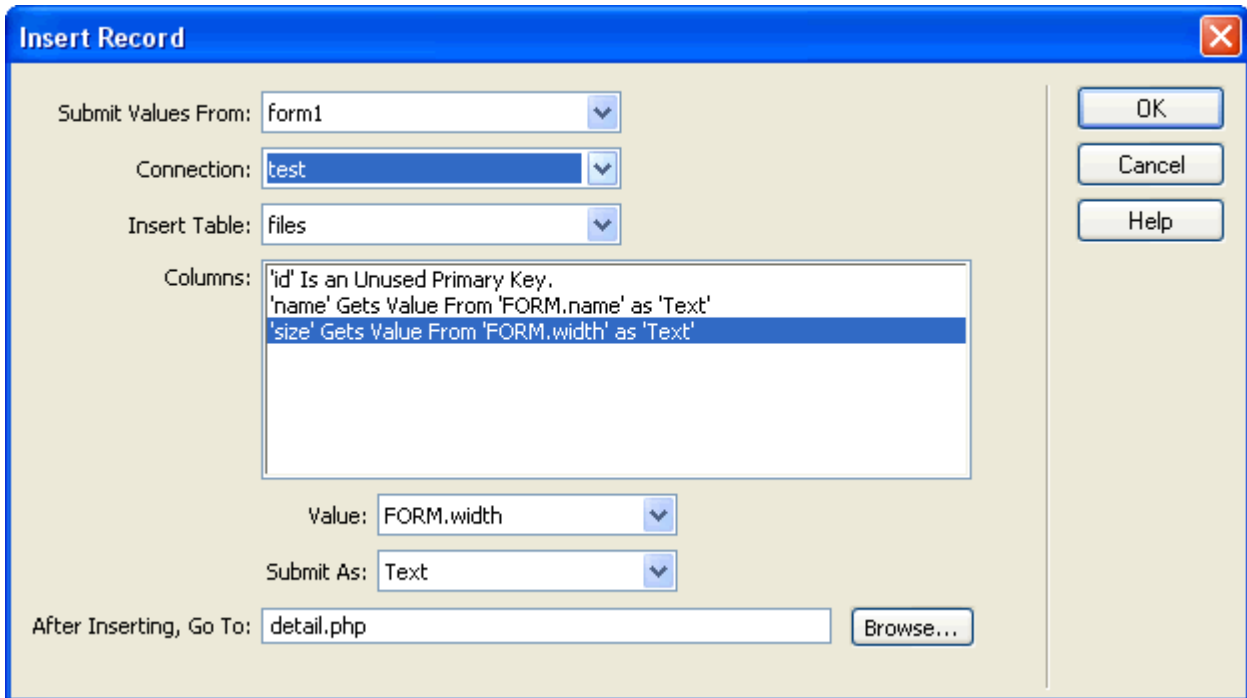 Insert Record
Submit Values From: form1
OK
Connection: test
Cancel
Insert Table: files
Help
Columns: 'id' Is an Unused Primary Key.
'name' Gets Value From 'FORM.name' as 'Text'
'size' Gets Value From 'FORM.width' as 'Text'
Value: FORM.width
Submit As: Text
After Inserting, Go To: detail.php Browse...